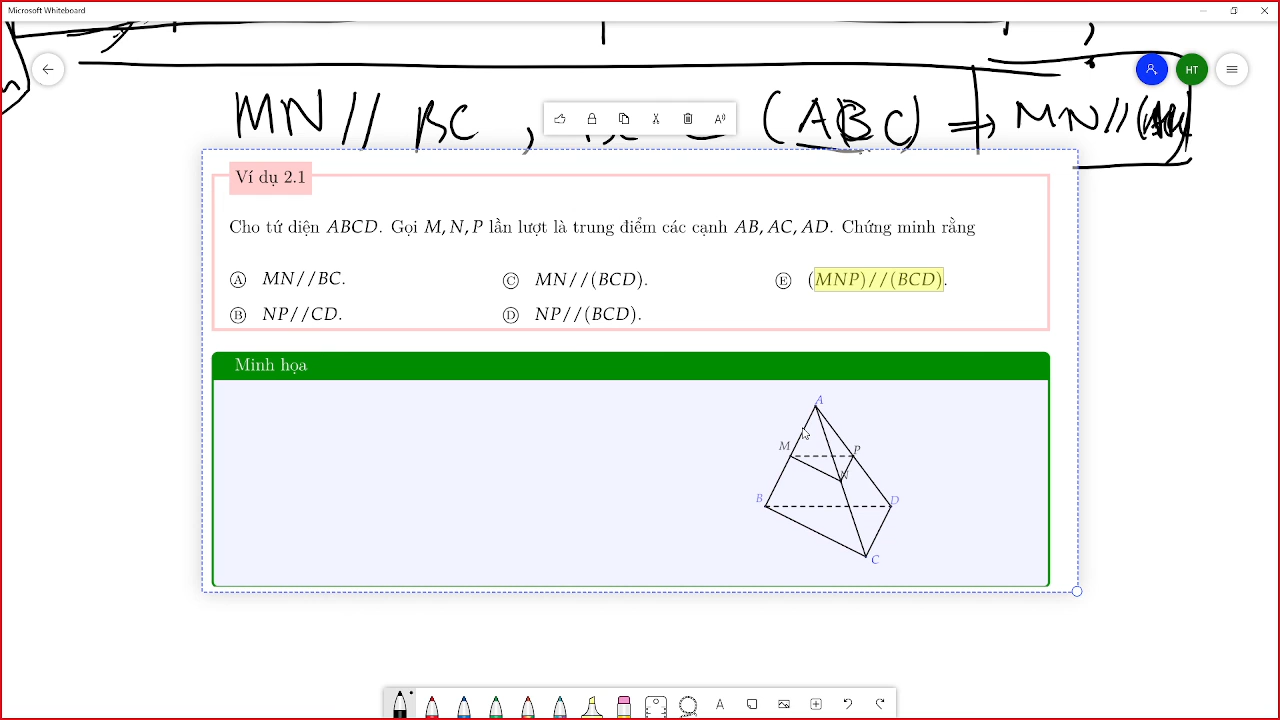 Microsoft Whiteboard
HT
MN // BC , (ABC) => MN //
Ví dụ 2.1
Cho tứ diện ABCD. Gọi M, N, P lần lượt là trung điểm các cạnh AB, AC, AD. Chứng minh rằng
Ⓐ MN//BC. Ⓒ MN//(BCD). Ⓔ (MNP)//(BCD).
Ⓑ NP//CD. Ⓓ NP//(BCD).
Minh họa
A
M P
N
B D
C